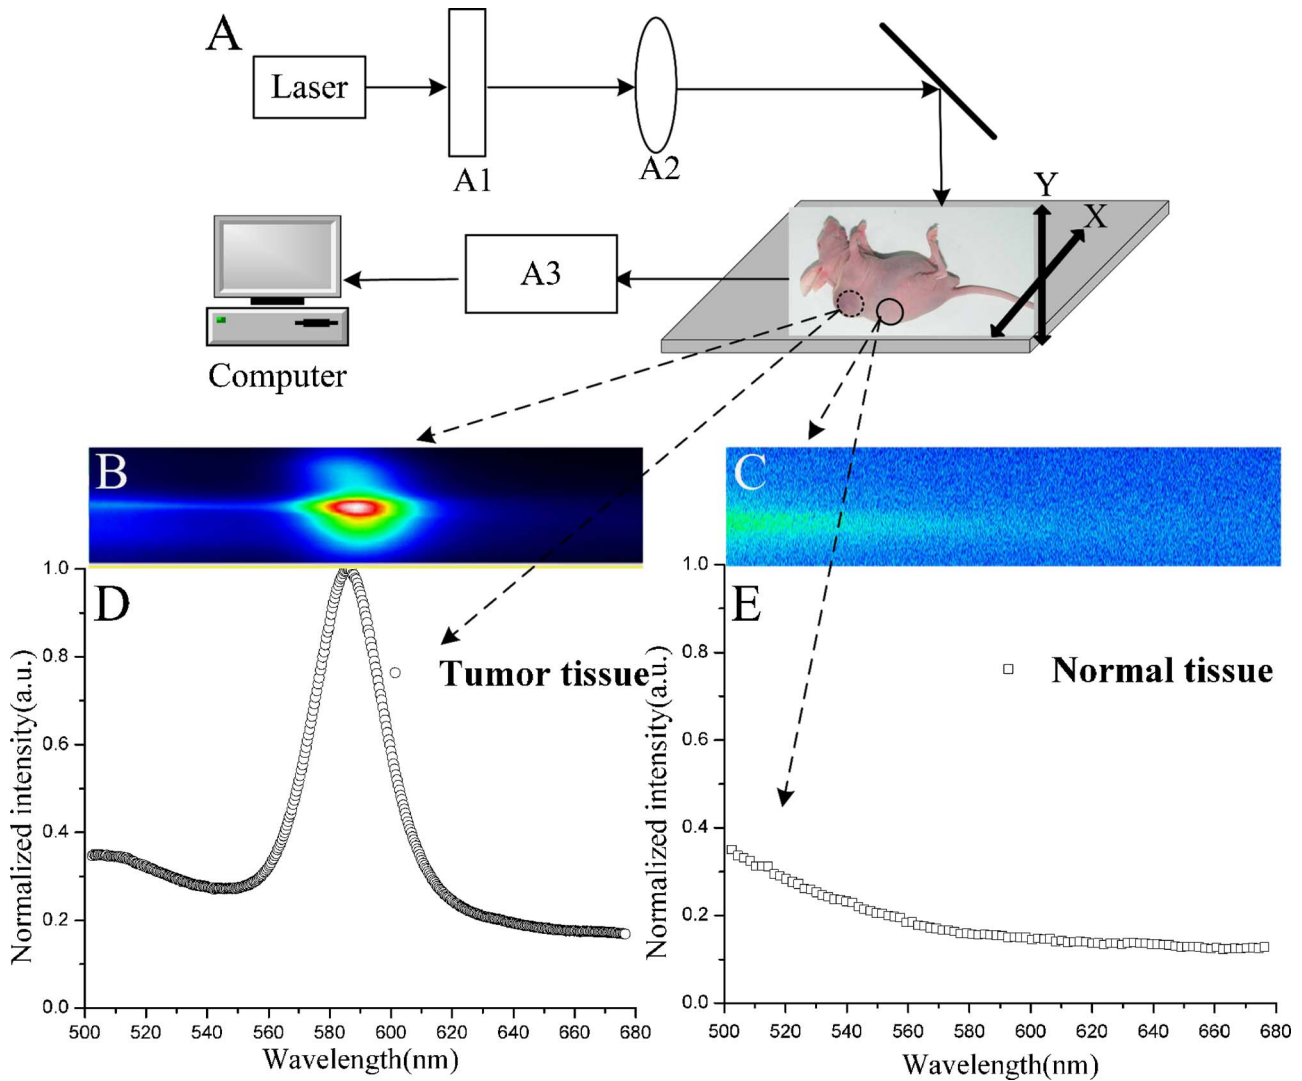 A
Laser
A1
A2
Y
X
A3
Computer
B
C
D
E
Tumor tissue
Normal tissue
Normalized intensity(a.u.)
1.0
0.8
0.6
0.4
0.2
0.0
500 520 540 560 580 600 620 640 660 680
Wavelength(nm)
Normalized intensity(a.u.)
1.0
0.8
0.6
0.4
0.2
0.0
500 520 540 560 580 600 620 640 660 680
Wavelength(nm)